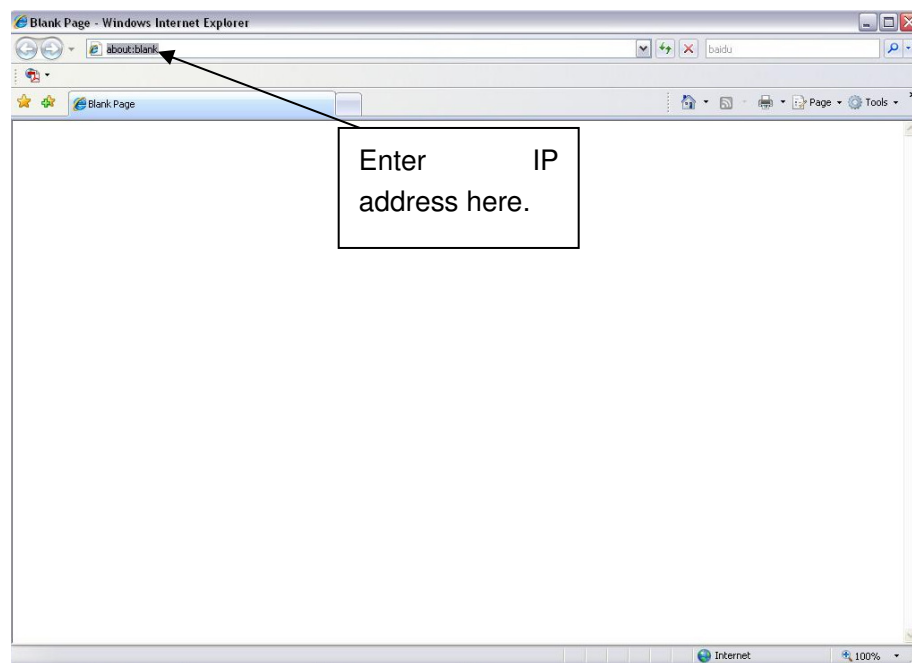 Blank Page - Windows Internet Explorer
about:blank
baidu
Blank Page
Page
Tools
Enter IP
address here.
Internet
100%